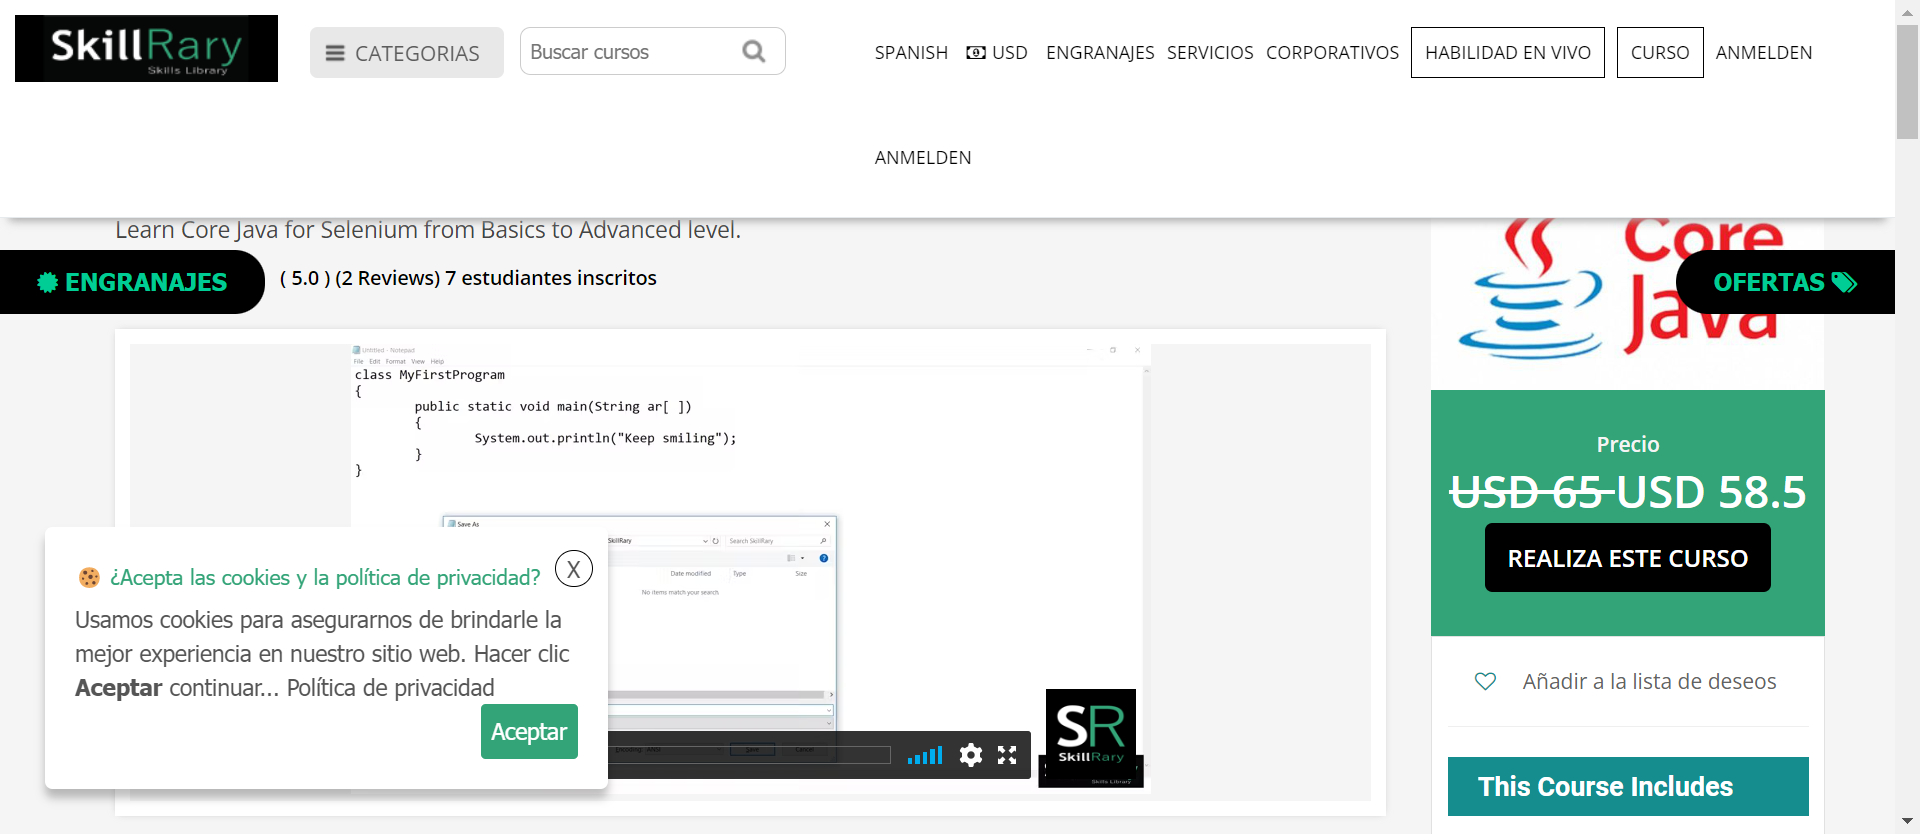 SkillRary
Skills Library
CATEGORIAS
Buscar cursos
SPANISH
USD
ENGRANAJES
SERVICIOS
CORPORATIVOS
HABILIDAD EN VIVO
CURSO
ANMELDEN
ANMELDEN
Learn Core Java for Selenium from Basics to Advanced level.
ENGRANAJES
( 5.0 ) (2 Reviews) 7 estudiantes inscritos
Core
Java
OFERTAS
Untitled - Notepad
File Edit Format View Help
class MyFirstProgram
{
public static void main(String ar[ ])
{
System.out.println("Keep smiling");
}
}
Save As
SkillRary
Search SkillRary
Date modified Type Size
No items match your search.
Encoding: ANSI
Save
Cancel
SR
SkillRary
Skills Library
¿Acepta las cookies y la política de privacidad?
X
Usamos cookies para asegurarnos de brindarle la
mejor experiencia en nuestro sitio web. Hacer clic
Aceptar continuar... Política de privacidad
Aceptar
Precio
USD 65 USD 58.5
REALIZA ESTE CURSO
Añadir a la lista de deseos
This Course Includes